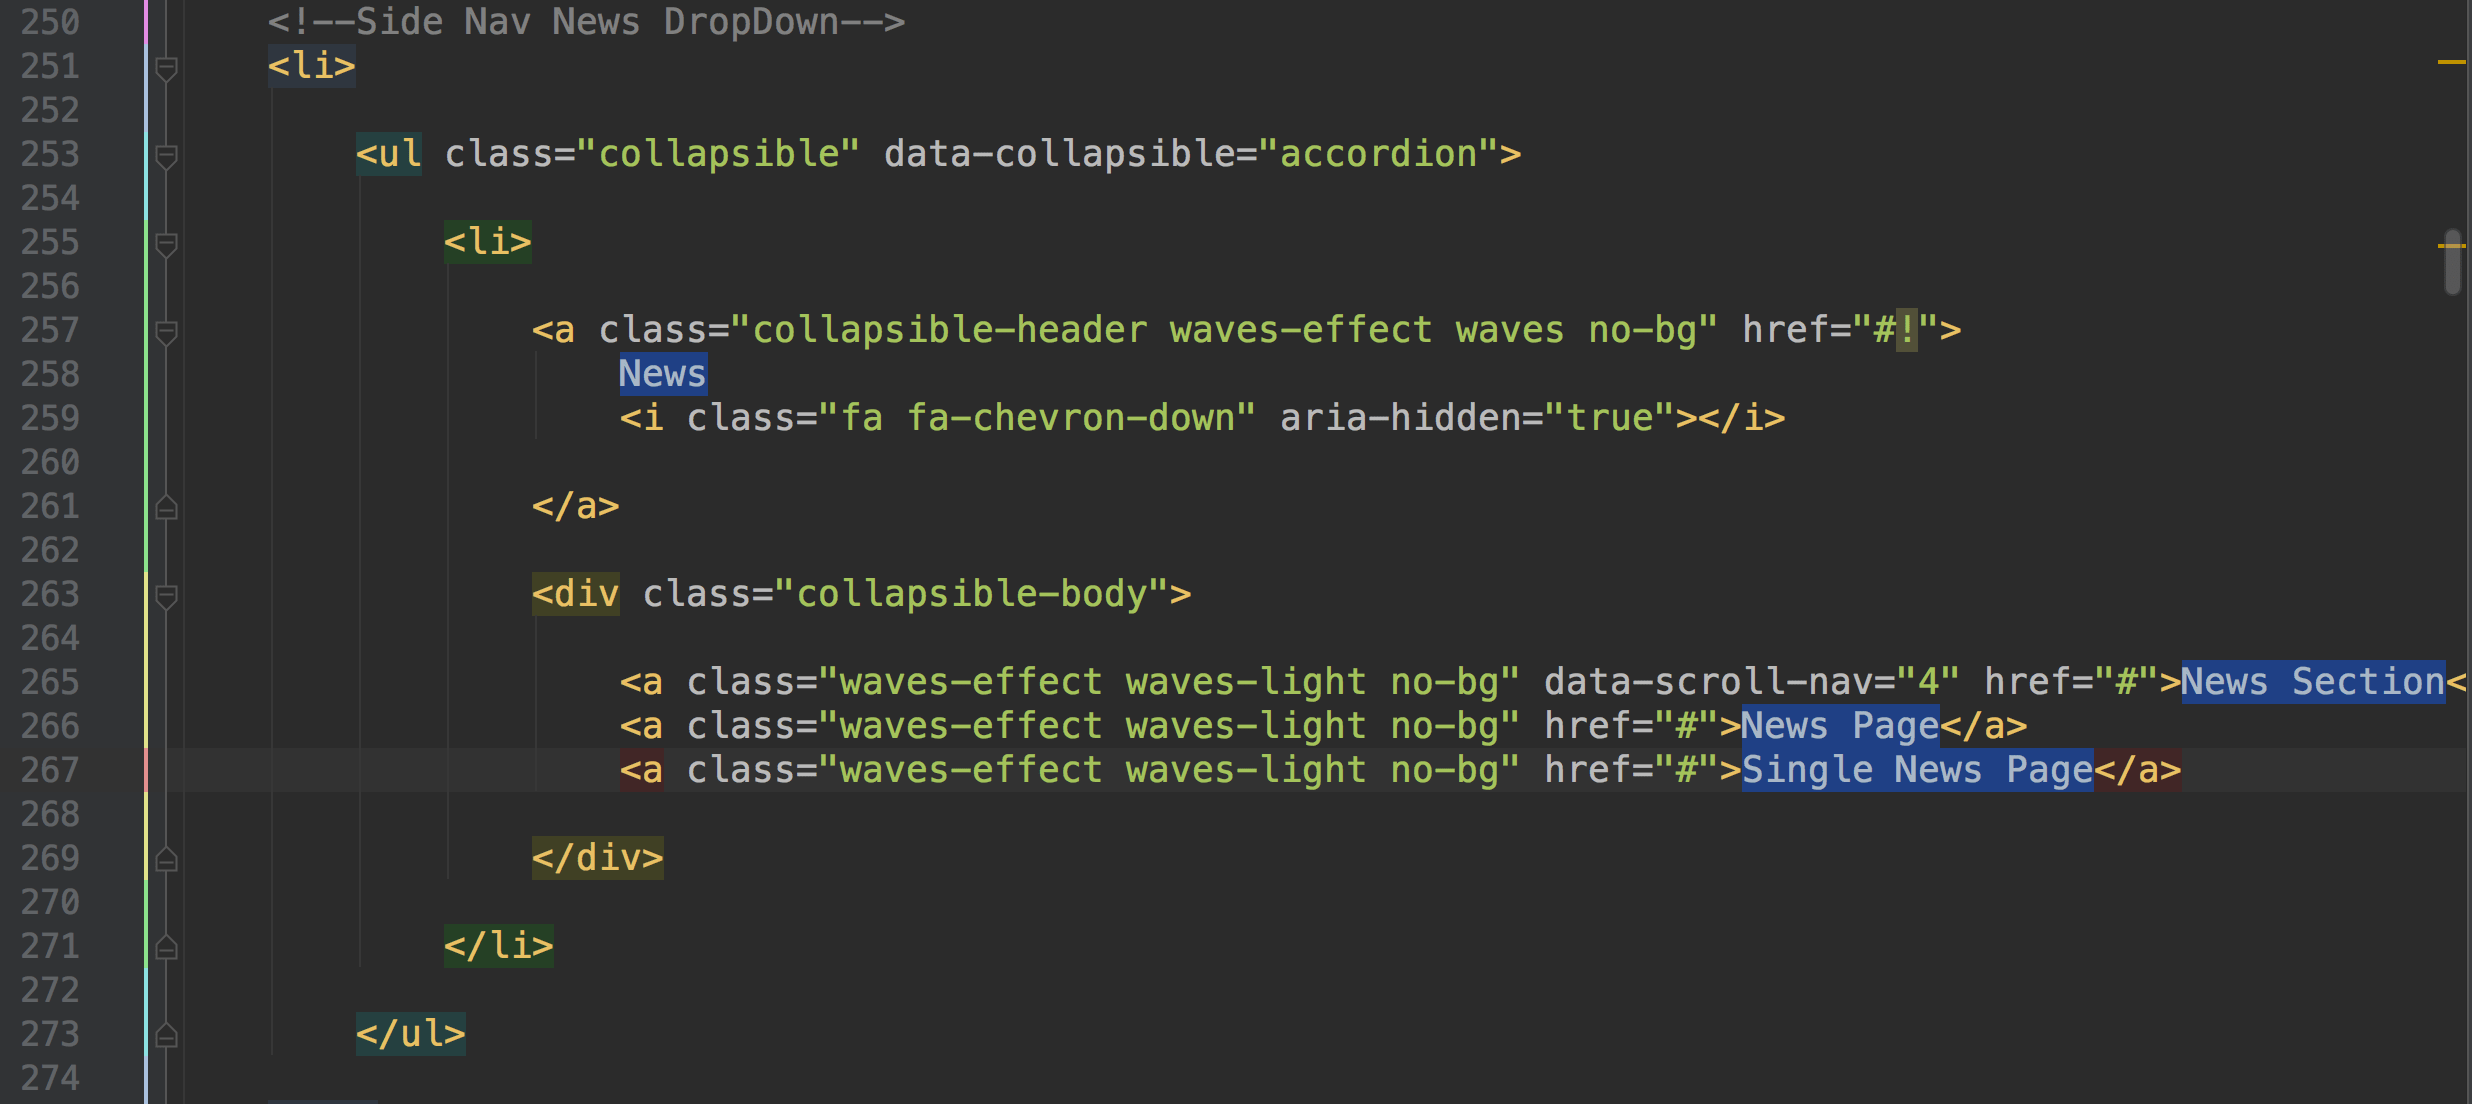 250 <!--Side Nav News DropDown-->
251 <li>
252
253 <ul class="collapsible" data-collapsible="accordion">
254
255 <li>
256
257 <a class="collapsible-header waves-effect waves no-bg" href="#!">
258 News
259 <i class="fa fa-chevron-down" aria-hidden="true"></i>
260
261 </a>
262
263 <div class="collapsible-body">
264
265 <a class="waves-effect waves-light no-bg" data-scroll-nav="4" href="#">News Section<
266 <a class="waves-effect waves-light no-bg" href="#">News Page</a>
267 <a class="waves-effect waves-light no-bg" href="#">Single News Page</a>
268
269 </div>
270
271 </li>
272
273 </ul>
274